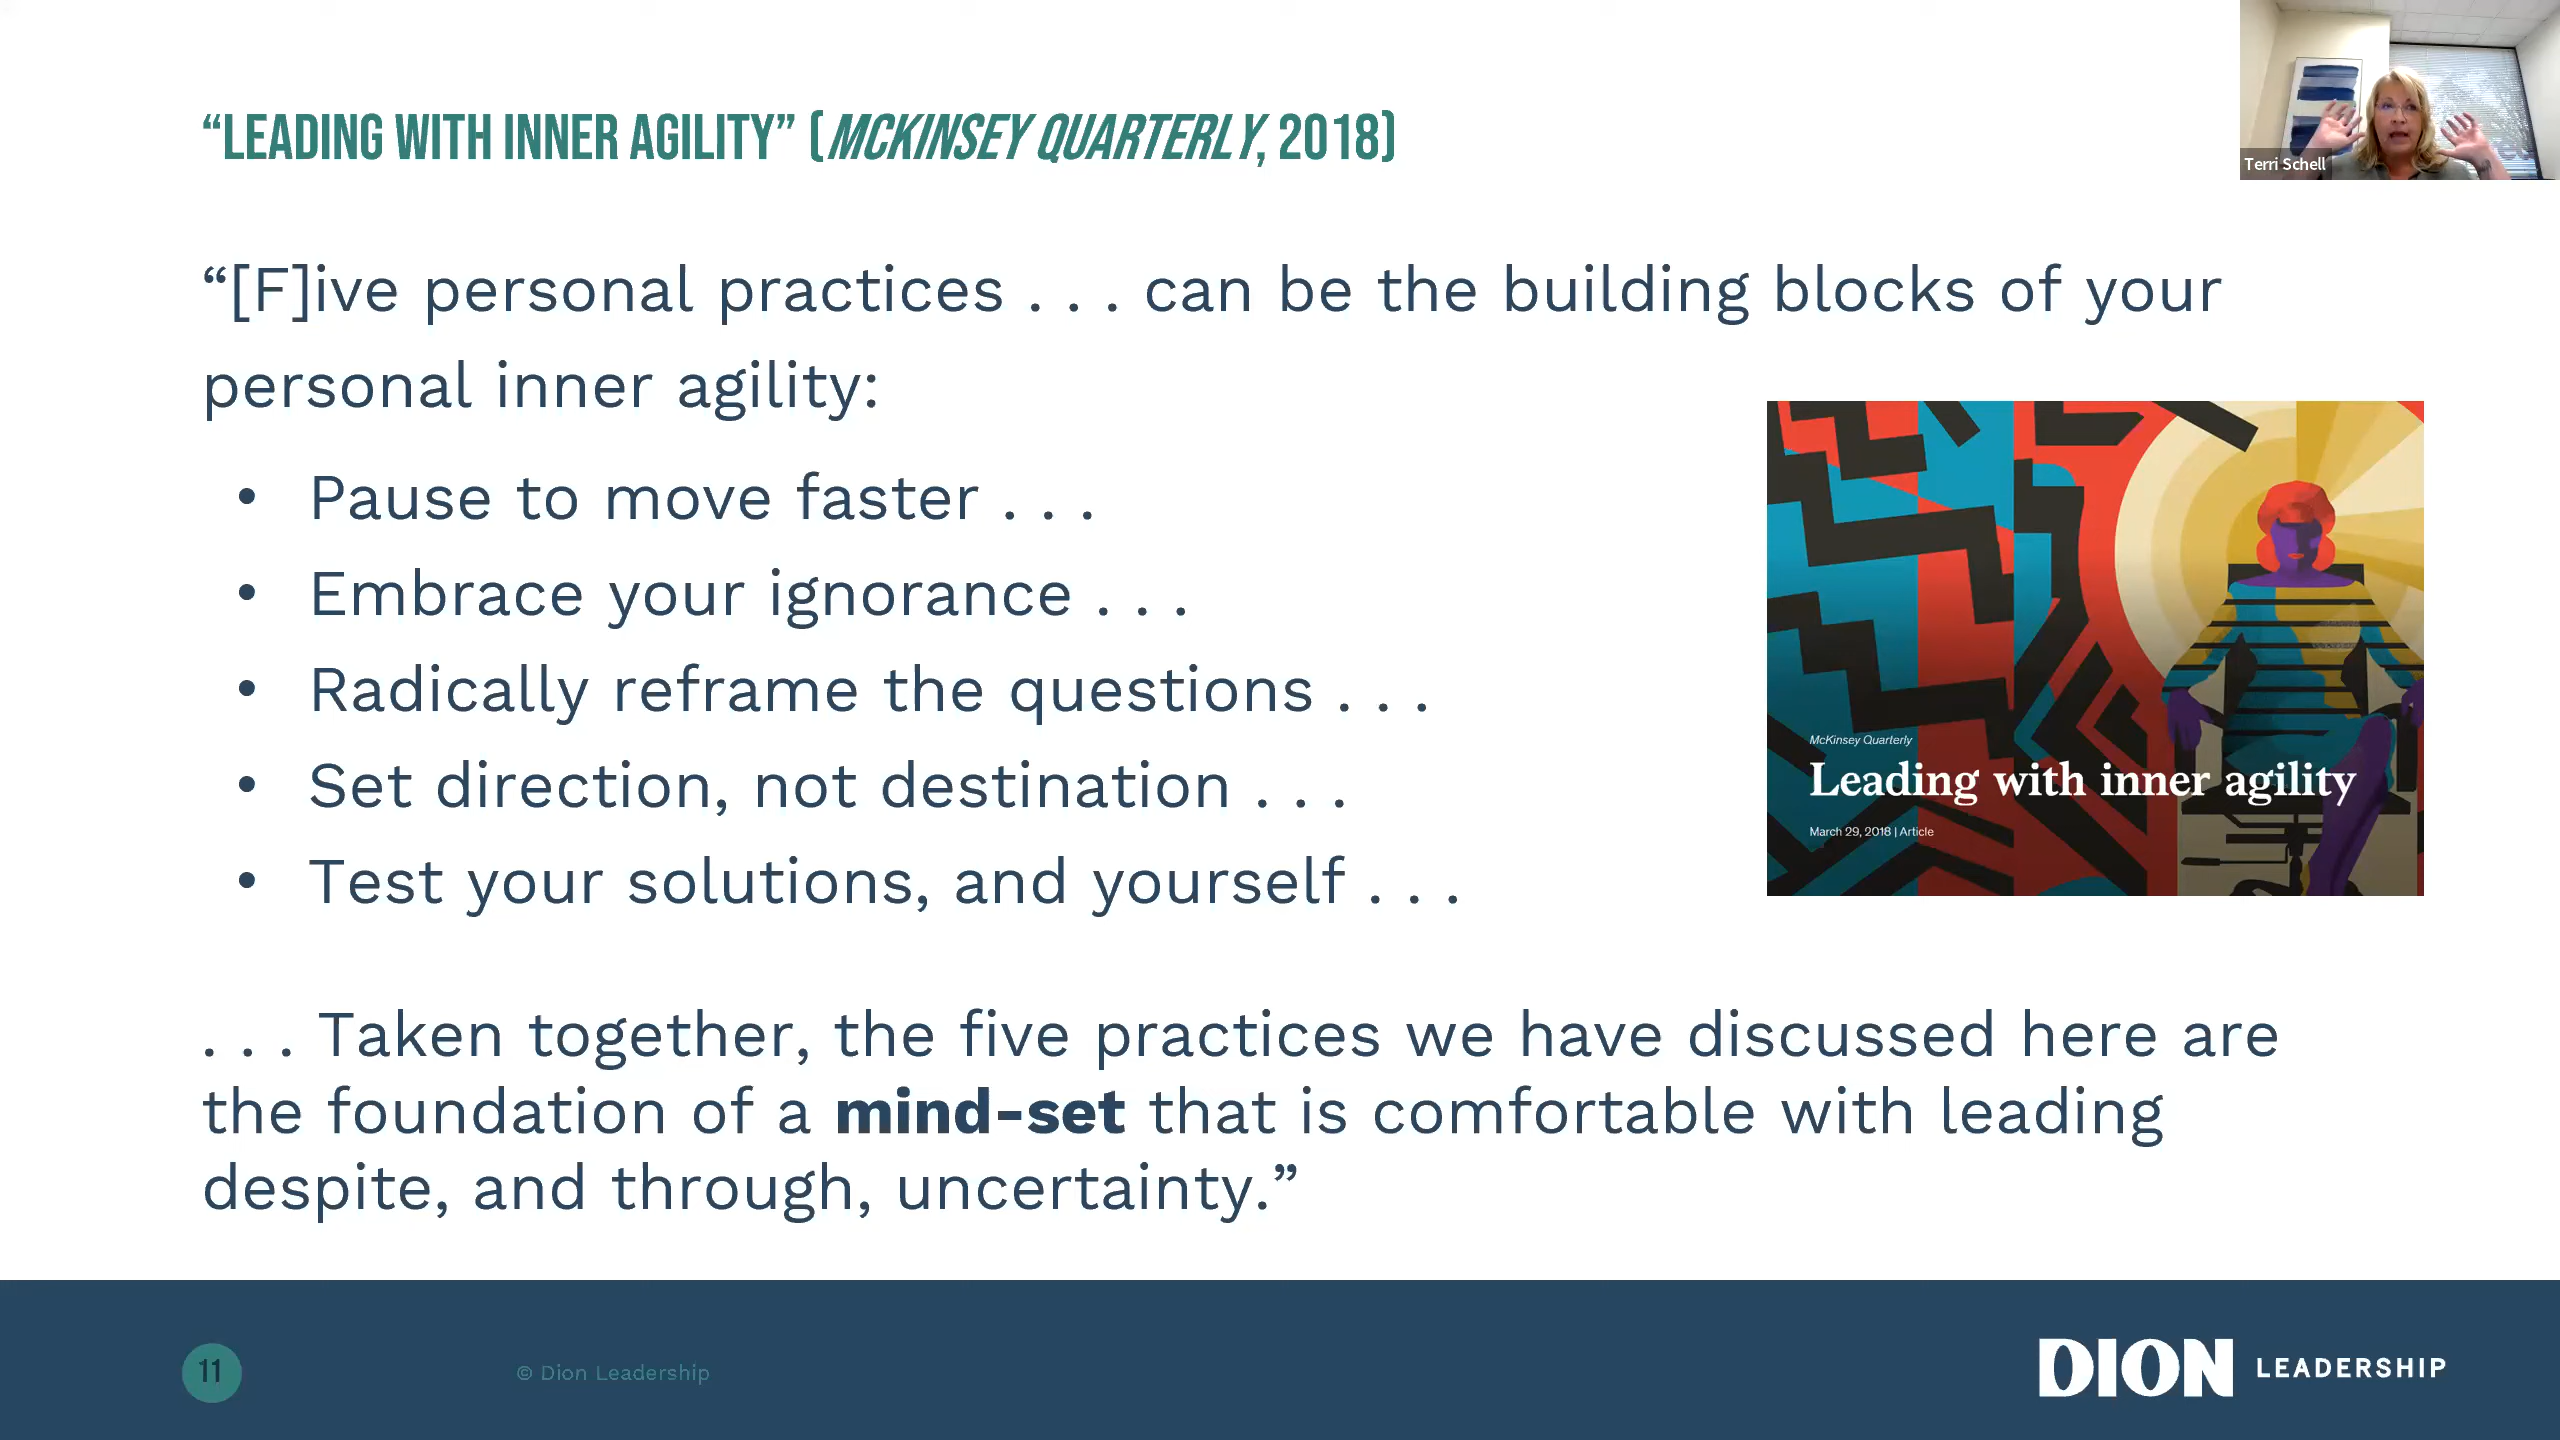 “LEADING WITH INNER AGILITY” (MCKINSEY QUARTERLY, 2018)
Terri Schell
“[F]ive personal practices . . . can be the building blocks of your
personal inner agility:
• Pause to move faster . . .
• Embrace your ignorance . . .
• Radically reframe the questions . . .
• Set direction, not destination . . .
• Test your solutions, and yourself . . .
McKinsey Quarterly
Leading with inner agility
March 29, 2018 | Article
. . . Taken together, the five practices we have discussed here are
the foundation of a mind-set that is comfortable with leading
despite, and through, uncertainty.”
11
© Dion Leadership
DION LEADERSHIP